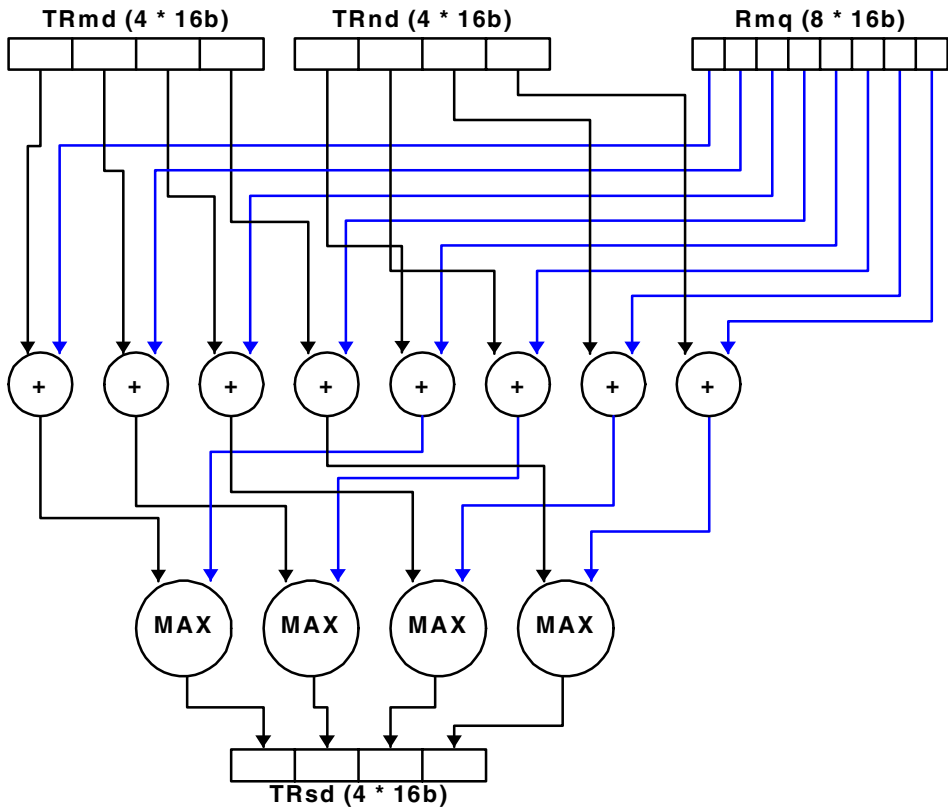 TRmd (4 * 16b)
TRnd (4 * 16b)
Rmq (8 * 16b)
+
+
+
+
+
+
+
+
MAX
MAX
MAX
MAX
TRsd (4 * 16b)